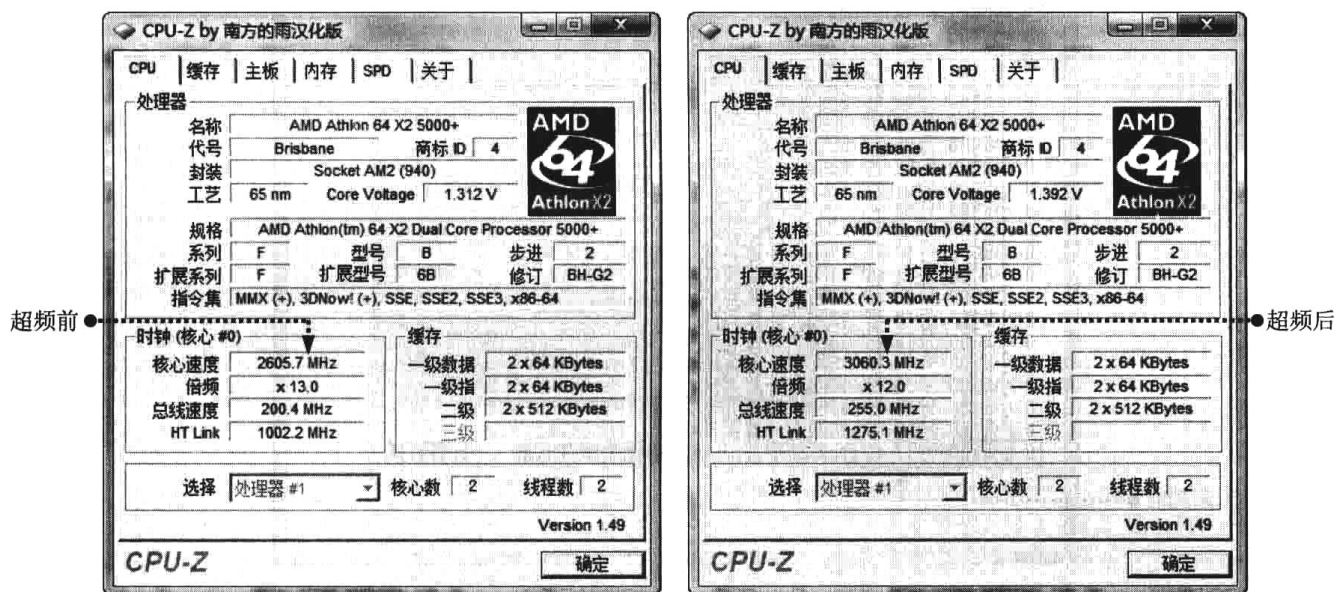 CPU-Z by 南方的雨汉化版
CPU 缓存 主板 内存 SPD 关于
处理器
名称 AMD Athlon 64 X2 5000+
代号 Brisbane 商标 ID 4
封装 Socket AM2 (940)
工艺 65 nm Core Voltage 1.312 V
AMD
64
Athlon X2
规格 AMD Athlon(tm) 64 X2 Dual Core Processor 5000+
系列 F 型号 B 步进 2
扩展系列 F 扩展型号 6B 修订 BH-G2
指令集 MMX (+), 3DNow! (+), SSE, SSE2, SSE3, x86-64
超频前
时钟 (核心 #0)
核心速度 2605.7 MHz
倍频 x 13.0
总线速度 200.4 MHz
HT Link 1002.2 MHz
缓存
一级数据 2 x 64 KBytes
一级指 2 x 64 KBytes
二级 2 x 512 KBytes
三级
选择 处理器 #1 核心数 2 线程数 2
Version 1.49
CPU-Z 确定
CPU-Z by 南方的雨汉化版
CPU 缓存 主板 内存 SPD 关于
处理器
名称 AMD Athlon 64 X2 5000+
代号 Brisbane 商标 ID 4
封装 Socket AM2 (940)
工艺 65 nm Core Voltage 1.392 V
AMD
64
Athlon X2
规格 AMD Athlon(tm) 64 X2 Dual Core Processor 5000+
系列 F 型号 B 步进 2
扩展系列 F 扩展型号 6B 修订 BH-G2
指令集 MMX (+), 3DNow! (+), SSE, SSE2, SSE3, x86-64
超频后
时钟 (核心 #0)
核心速度 3060.3 MHz
倍频 x 12.0
总线速度 255.0 MHz
HT Link 1275.1 MHz
缓存
一级数据 2 x 64 KBytes
一级指 2 x 64 KBytes
二级 2 x 512 KBytes
三级
选择 处理器 #1 核心数 2 线程数 2
Version 1.49
CPU-Z 确定